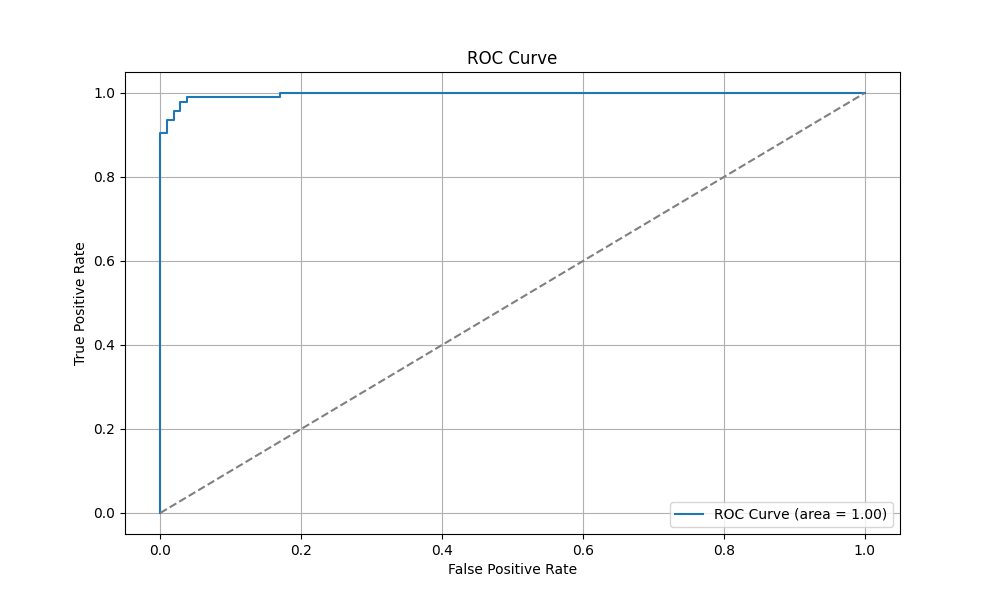 ROC Curve
1.0
0.8
0.6
0.4
0.2
0.0
True Positive Rate
ROC Curve (area = 1.00)
0.0 0.2 0.4 0.6 0.8 1.0
False Positive Rate